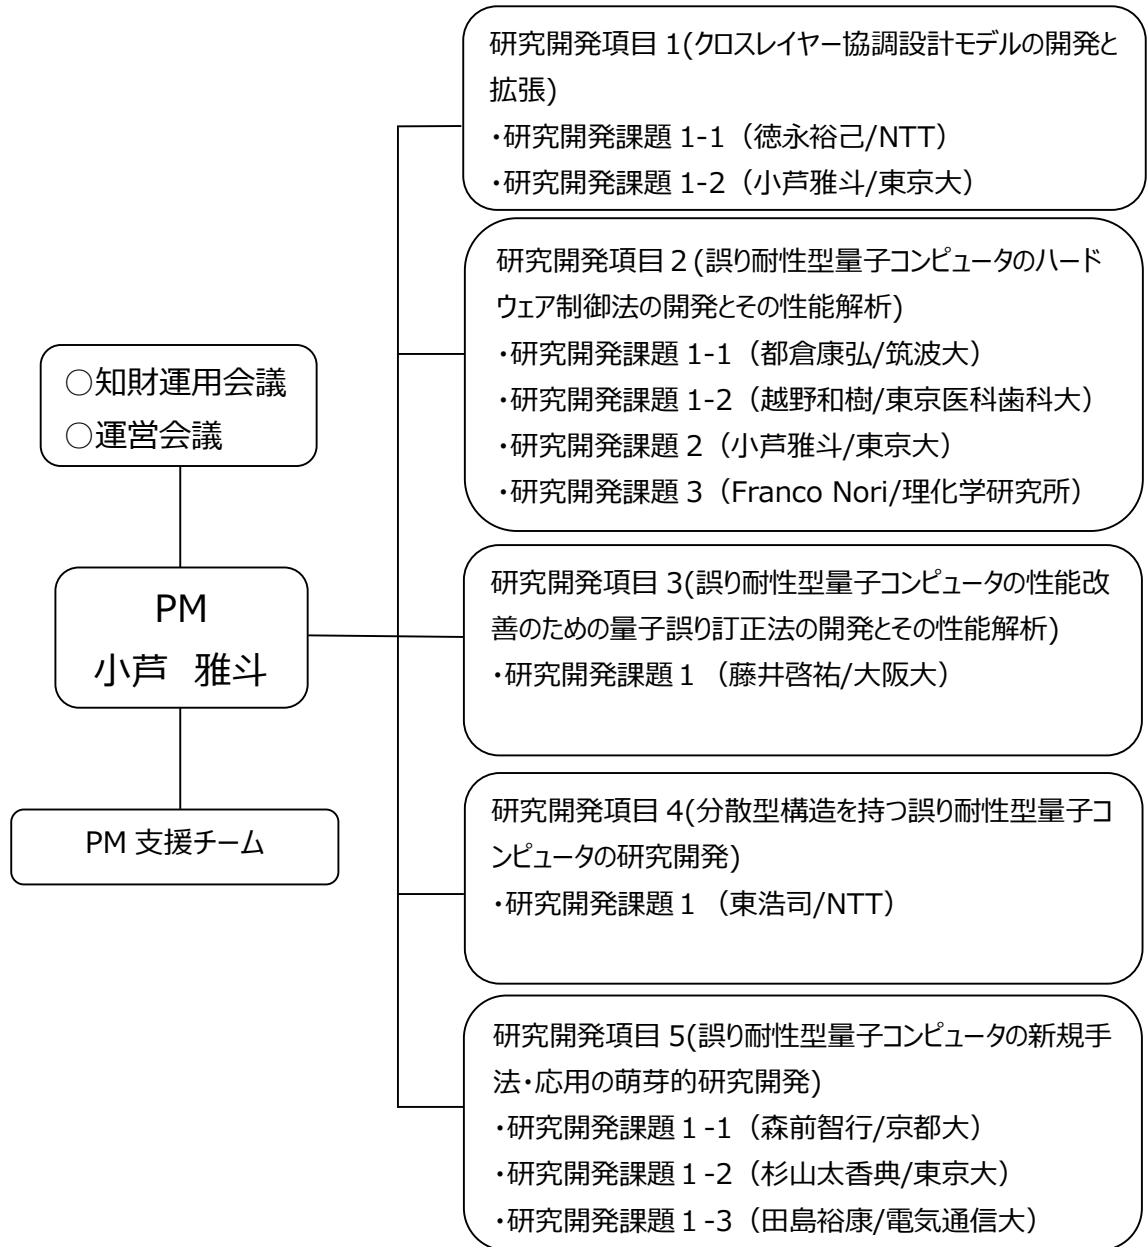 ○知財運用会議
○運営会議
PM
小芦 雅斗
PM 支援チーム
研究開発項目 1(クロスレイヤー協調設計モデルの開発と
拡張)
・研究開発課題 1-1（徳永裕己/NTT）
・研究開発課題 1-2（小芦雅斗/東京大）
研究開発項目 2 (誤り耐性型量子コンピュータのハード
ウェア制御法の開発とその性能解析)
・研究開発課題 1-1（都倉康弘/筑波大）
・研究開発課題 1-2（越野和樹/東京医科歯科大）
・研究開発課題 2（小芦雅斗/東京大）
・研究開発課題 3（Franco Nori/理化学研究所）
研究開発項目 3(誤り耐性型量子コンピュータの性能改
善のための量子誤り訂正法の開発とその性能解析)
・研究開発課題 1 （藤井啓祐/大阪大）
研究開発項目 4(分散型構造を持つ誤り耐性型量子コ
ンピュータの研究開発)
・研究開発課題 1 （東浩司/NTT）
研究開発項目 5(誤り耐性型量子コンピュータの新規手
法・応用の萌芽的研究開発)
・研究開発課題 1 -1（森前智行/京都大）
・研究開発課題 1 -2（杉山太香典/東京大）
・研究開発課題 1 -3（田島裕康/電気通信大）